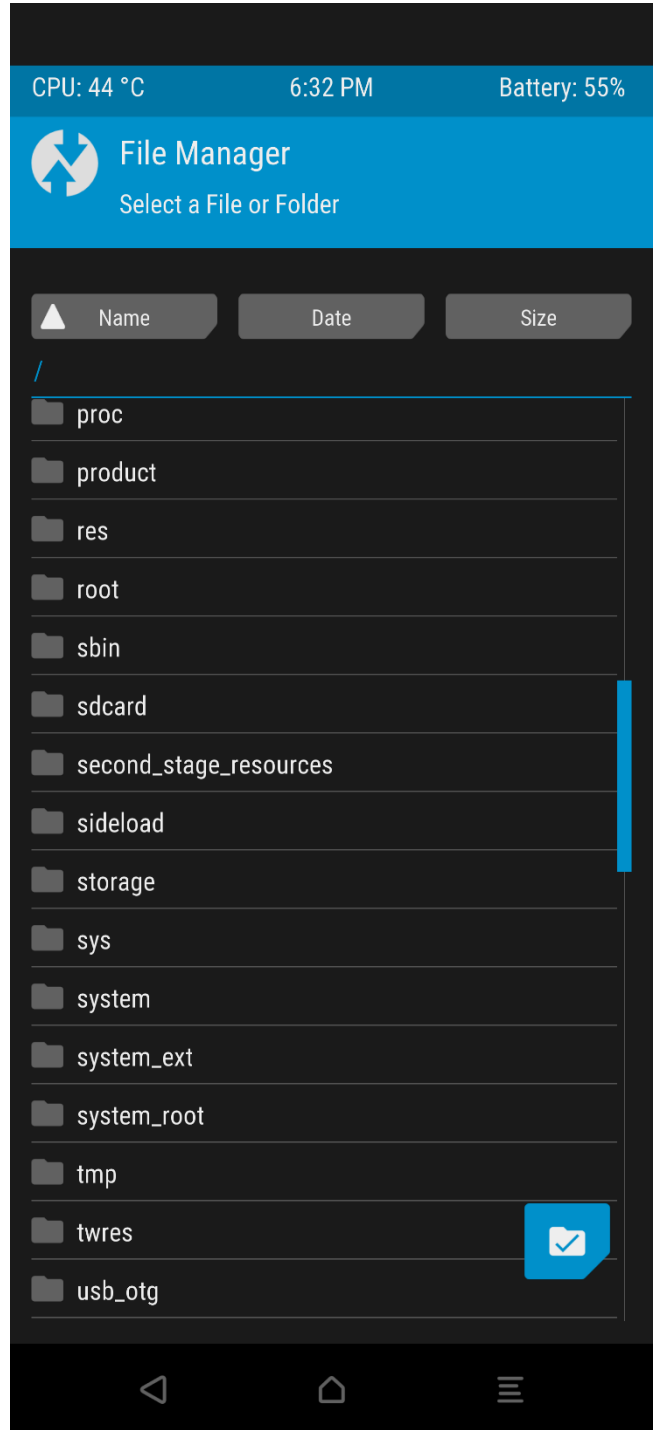 CPU: 44 °C 6:32 PM Battery: 55%
File Manager
Select a File or Folder
Name Date Size
/
proc
product
res
root
sbin
sdcard
second_stage_resources
sideload
storage
sys
system
system_ext
system_root
tmp
twres
usb_otg